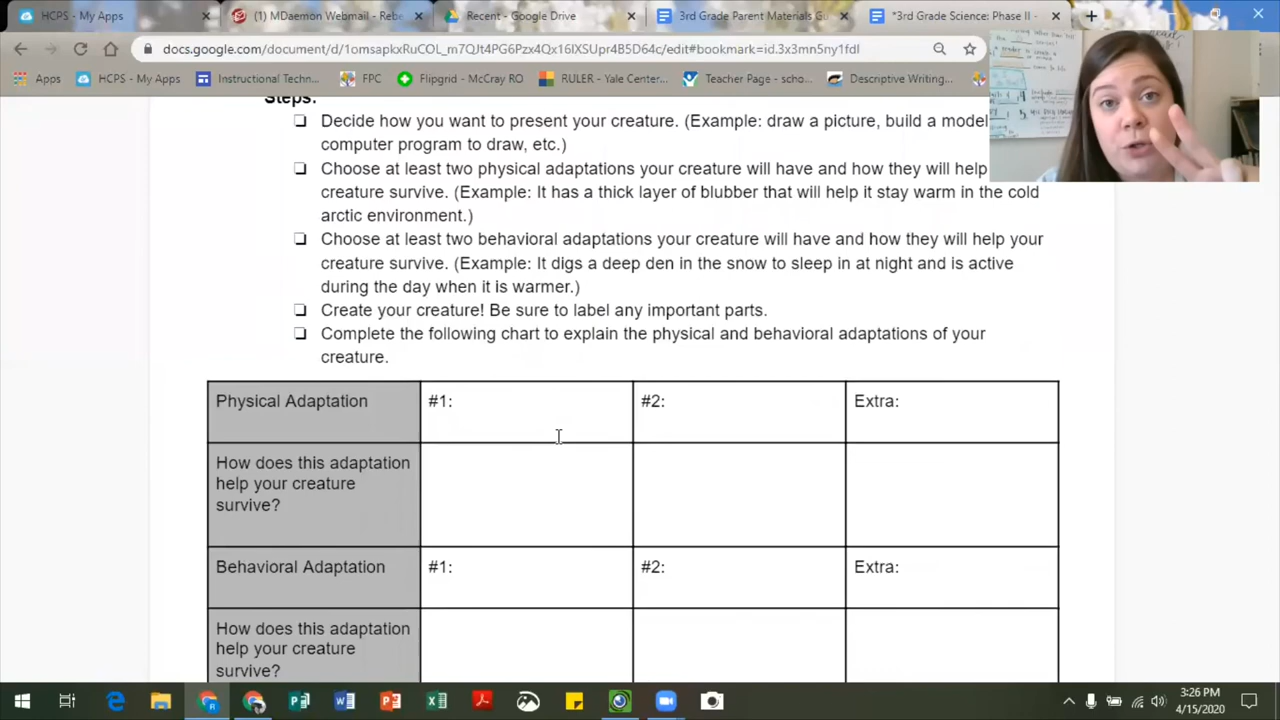 HCPS - My Apps
(1) MDaemon Webmail - Rebe
Recent - Google Drive
3rd Grade Parent Materials Gu
*3rd Grade Science: Phase II -
docs.google.com/document/d/1omsapkxRuCOL_m7QJt4PG6Pzx4Qx16IXSUpr4B5D64c/edit#bookmark=id.3x3mn5ny1fdl
Apps
HCPS - My Apps
Instructional Techn...
FPC
Flipgrid - McCray RO
RULER - Yale Center...
Teacher Page - scho...
Descriptive Writing...
Steps:
Decide how you want to present your creature. (Example: draw a picture, build a model
computer program to draw, etc.)
Choose at least two physical adaptations your creature will have and how they will help
creature survive. (Example: It has a thick layer of blubber that will help it stay warm in the cold
arctic environment.)
Choose at least two behavioral adaptations your creature will have and how they will help your
creature survive. (Example: It digs a deep den in the snow to sleep in at night and is active
during the day when it is warmer.)
Create your creature! Be sure to label any important parts.
Complete the following chart to explain the physical and behavioral adaptations of your
creature.
Physical Adaptation
#1:
#2:
Extra:
How does this adaptation
help your creature
survive?
Behavioral Adaptation
#1:
#2:
Extra:
How does this adaptation
help your creature
survive?
3:26 PM
4/15/2020